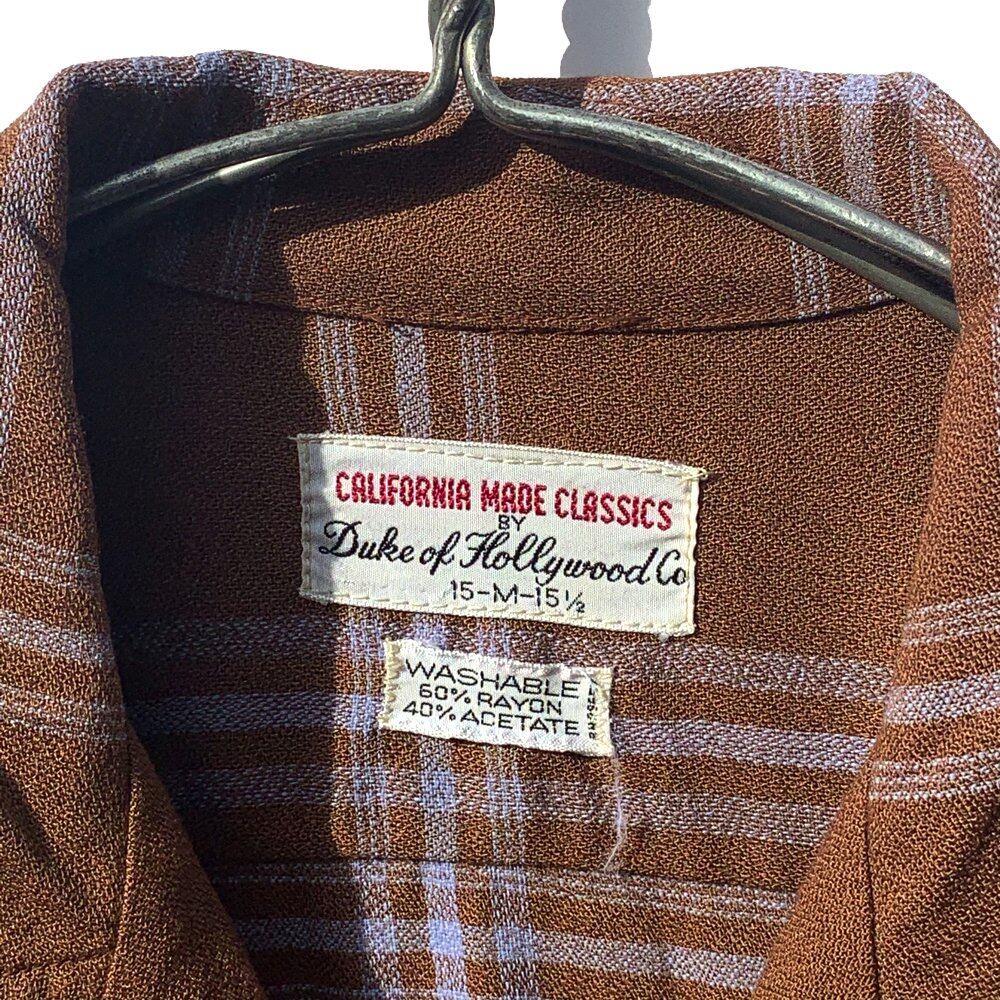 CALIFORNIA MADE CLASSICS
BY
Duke of Hollywood Co
15-M-15½
WASHABLE
60% RAYON
40% ACETATE